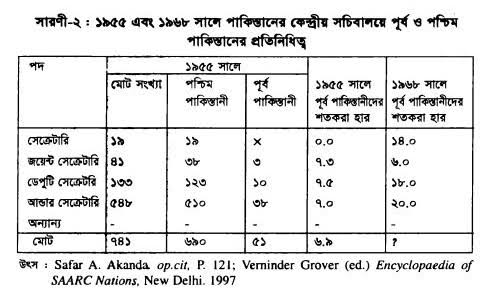 সারণী-২ : ১৯৫৫ এবং ১৯৬৮ সালে পাকিস্তানের কেন্দ্রীয় সচিবালয়ে পূর্ব ও পশ্চিম
পাকিস্তানের প্রতিনিধিত্ব
পদ ১৯৫৫ সালে
মোট সংখ্যা পশ্চিম পাকিস্তানী পূর্ব পাকিস্তানী ১৯৫৫ সালে পূর্ব পাকিস্তানীদের শতকরা হার ১৯৬৮ সালে পূর্ব পাকিস্তানীদের শতকরা হার
সেক্রেটারি ১৯ ১৯ × ০.০ ১৪.০
জয়েন্ট সেক্রেটারি ৪১ ৩৮ ৩ ৭.৩ ৬.০
ডেপুটি সেক্রেটারি ১৩৩ ১২৩ ১০ ৭.৫ ১৮.০
আন্ডার সেক্রেটারি ৫৪৮ ৫১০ ৩৮ ৭.০ ২০.০
অন্যান্য - - - - -
মোট ৭৪১ ৬৯০ ৫১ ৬.৯ ?
উৎস : Safar A. Akanda. op.cit, P. 121; Verninder Grover (ed.) Encyclopaedia of
SAARC Nations, New Delhi. 1997